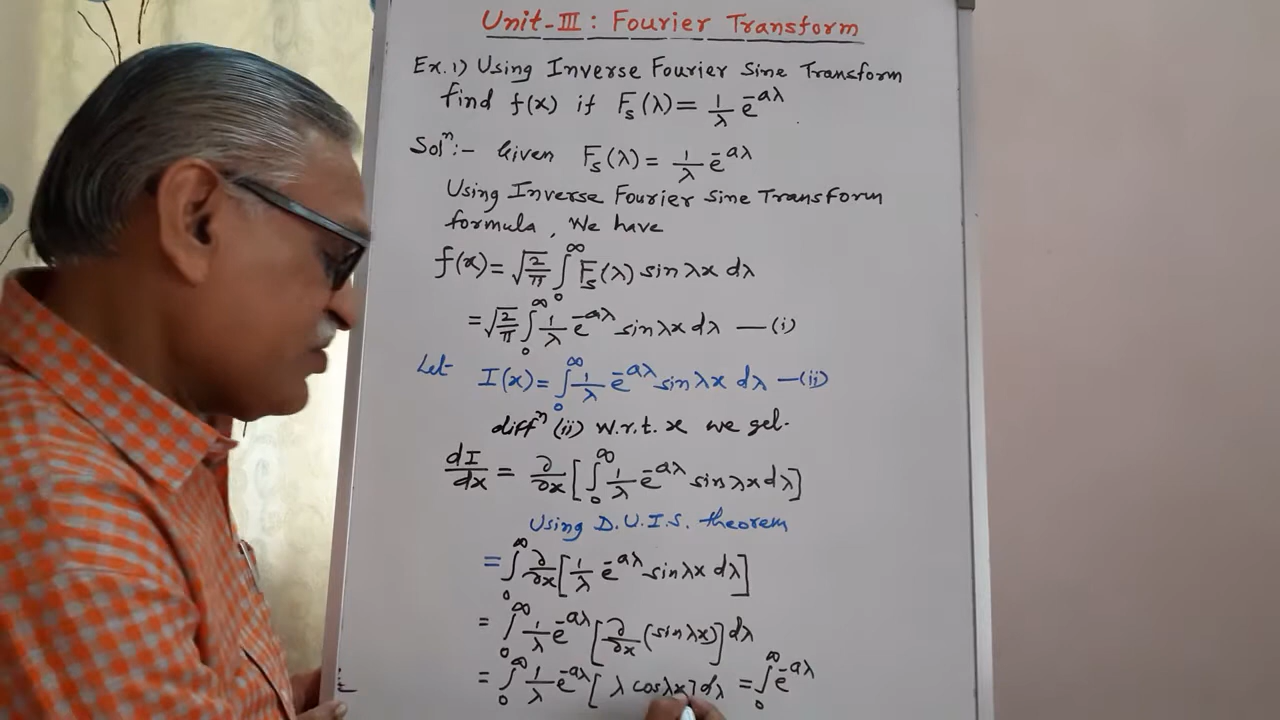 Unit-III : Fourier Transform
Ex.1) Using Inverse Fourier Sine Transform
find f(x) if F_s(λ) = 1/λ e^{-aλ}
Solⁿ:- Given F_s(λ) = 1/λ e^{-aλ}
Using Inverse Fourier Sine Transform
formula, We have
f(x) = √(2/π) ∫₀^∞ F_s(λ) sin λx dλ
= √(2/π) ∫₀^∞ 1/λ e^{-aλ} sin λx dλ —(i)
Let I(x) = ∫₀^∞ 1/λ e^{-aλ} sin λx dλ —(ii)
diffⁿ (ii) w.r.t. x we get
dI/dx = ∂/∂x [∫₀^∞ 1/λ e^{-aλ} sin λx dλ]
Using D.U.I.S. theorem
= ∫₀^∞ ∂/∂x [1/λ e^{-aλ} sin λx dλ]
= ∫₀^∞ 1/λ e^{-aλ} [∂/∂x (sin λx)] dλ
= ∫₀^∞ 1/λ e^{-aλ} [λ cos λx] dλ = ∫₀^∞ e^{-aλ}